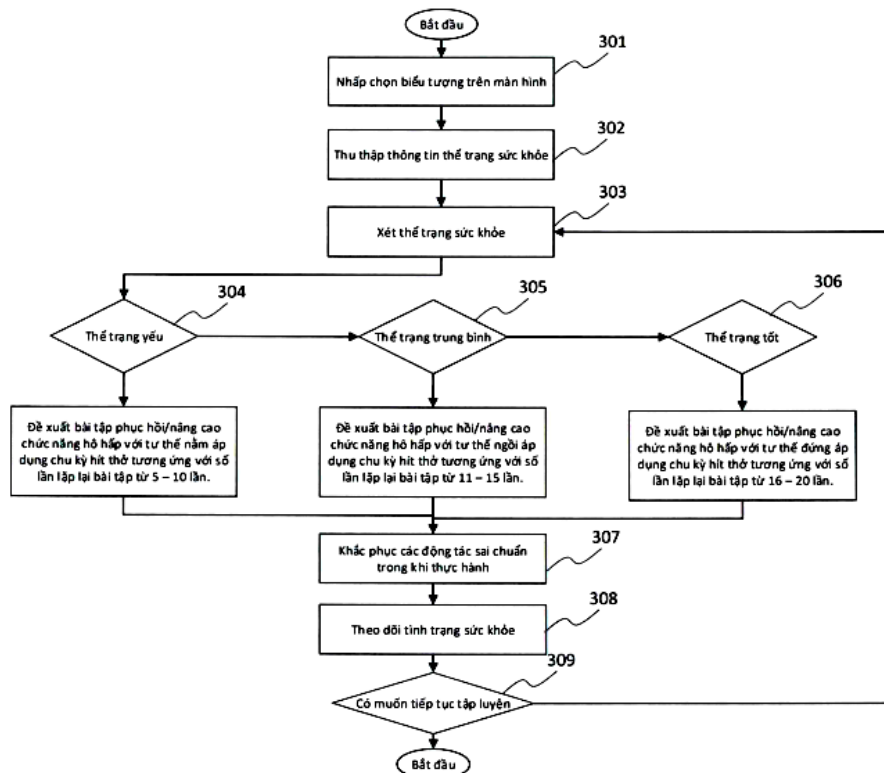 Bắt đầu
301
Nhấp chọn biểu tượng trên màn hình
302
Thu thập thông tin thể trạng sức khỏe
303
Xét thể trạng sức khỏe
304
305
306
Thể trạng yếu
Thể trạng trung bình
Thể trạng tốt
Đề xuất bài tập phục hồi/nâng cao
chức năng hô hấp với tư thế nằm áp
dụng chu kỳ hít thở tương ứng với số
lần lặp lại bài tập từ 5 – 10 lần.
Đề xuất bài tập phục hồi/nâng cao
chức năng hô hấp với tư thế ngồi áp
dụng chu kỳ hít thở tương ứng với số
lần lặp lại bài tập từ 11 – 15 lần.
Đề xuất bài tập phục hồi/nâng cao
chức năng hô hấp với tư thế đứng áp
dụng chu kỳ hít thở tương ứng với số
lần lặp lại bài tập từ 16 – 20 lần.
Khắc phục các động tác sai chuẩn
trong khi thực hành
307
308
Theo dõi tình trạng sức khỏe
309
Có muốn tiếp tục tập luyện
Bắt đầu